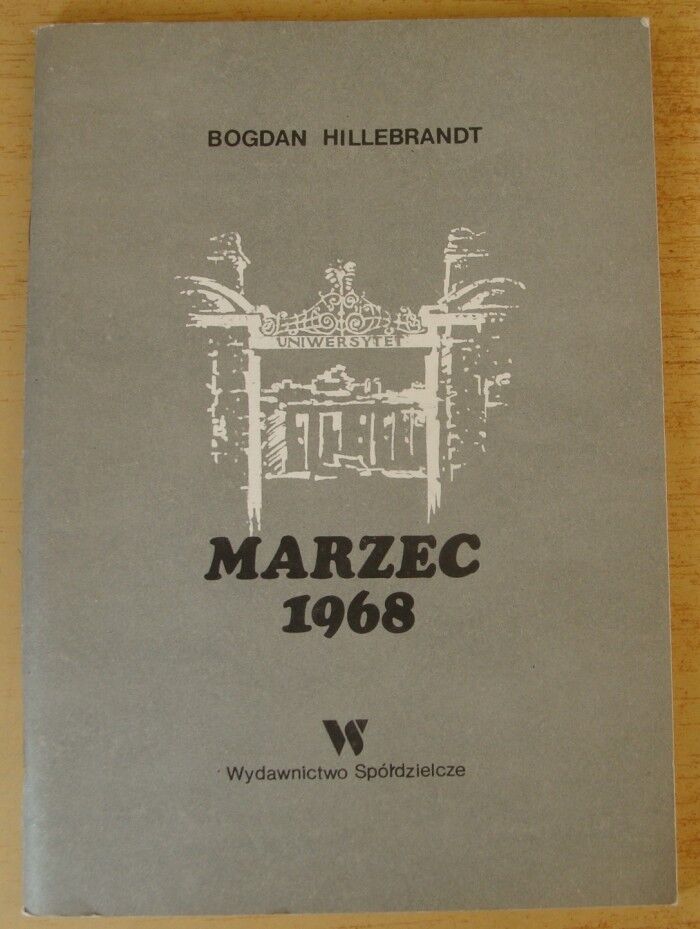 BOGDAN HILLEBRANDT
UNIWERSYTET
MARZEC
1968
W
Wydawnictwo Spółdzielcze